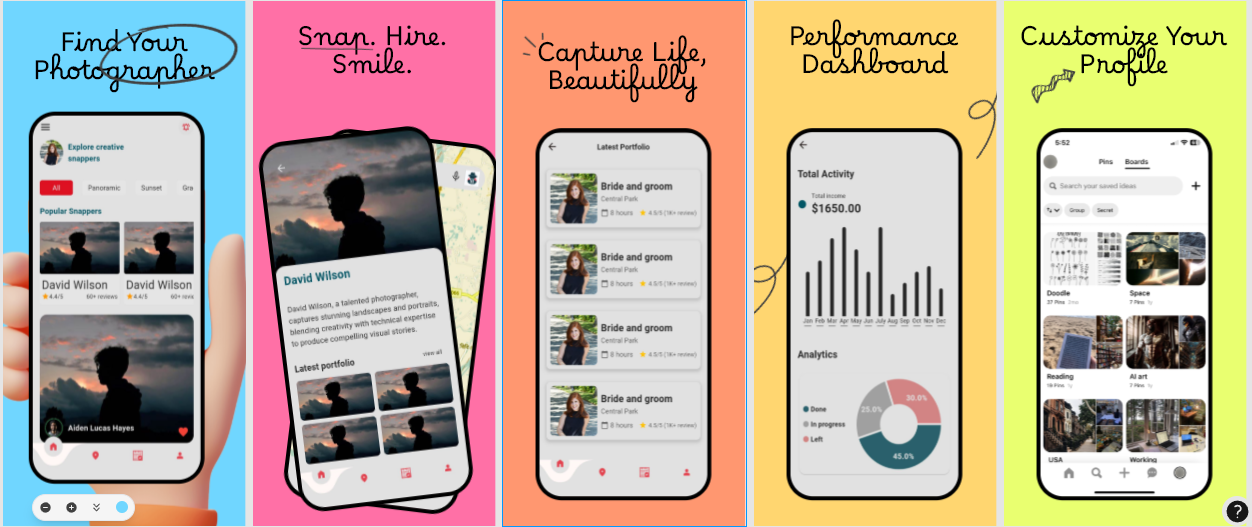 Find Your
Photographer
Explore creative
snappers
All Panoramic Sunset Gra
Popular Snappers
David Wilson David Wilson
4.4/5 60+ reviews 4.4/5 60+ revi
Aiden Lucas Hayes
Snap. Hire.
Smile.
David Wilson
David Wilson, a talented photographer,
captures stunning landscapes and portraits,
blending creativity with technical expertise
to produce compelling visual stories.
Latest portfolio view all
Capture Life,
Beautifully
Latest Portfolio
Bride and groom
Central Park
8 hours 4.5/5 (1K+ review)
Bride and groom
Central Park
8 hours 4.5/5 (1K+ review)
Bride and groom
Central Park
8 hours 4.5/5 (1K+ review)
Bride and groom
Central Park
8 hours 4.5/5 (1K+ review)
Performance
Dashboard
Total Activity
Total income
$1650.00
Jan Feb Mar Apr May Jun July Aug Sep Oct Nov Dec
Analytics
Done
In progress
Left
25.0%
30.0%
45.0%
Customize Your
Profile
5:52
Pins Boards
Search your saved ideas
Group Secret
Doodle Space
37 Pins 7 Pins 1y
Reading AI art
Pins 1y 7 Pins 1y
USA Working
?